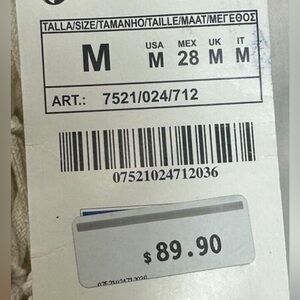 TALLA/SIZE/TAMANHO/TAILLE/MAAT/ΜΕΓΕΘΟΣ
M USA M MEX 28 UK M IT M
ART.: 7521/024/712
07521024712036
$ 89.90